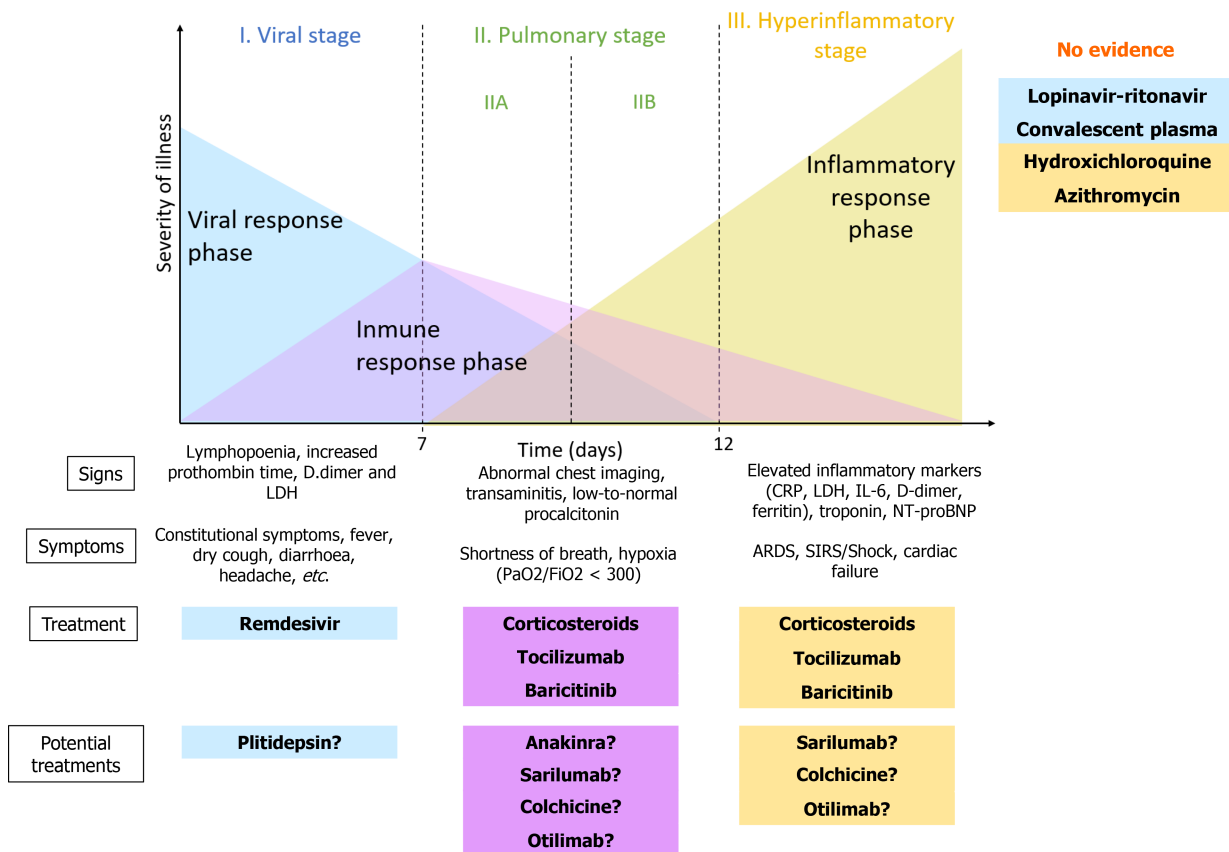 I. Viral stage
II. Pulmonary stage
III. Hyperinflammatory
stage
IIA
IIB
No evidence
Lopinavir-ritonavir
Convalescent plasma
Hydroxichloroquine
Azithromycin
Severity of illness
Viral response
phase
Inmune
response phase
Inflammatory
response
phase
7
Time (days)
12
Signs
Lymphopoenia, increased
prothombin time, D.dimer and
LDH
Abnormal chest imaging,
transaminitis, low-to-normal
procalcitonin
Elevated inflammatory markers
(CRP, LDH, IL-6, D-dimer,
ferritin), troponin, NT-proBNP
Symptoms
Constitutional symptoms, fever,
dry cough, diarrhoea,
headache, etc.
Shortness of breath, hypoxia
(PaO2/FiO2 < 300)
ARDS, SIRS/Shock, cardiac
failure
Treatment
Remdesivir
Corticosteroids
Tocilizumab
Baricitinib
Corticosteroids
Tocilizumab
Baricitinib
Potential
treatments
Plitidepsin?
Anakinra?
Sarilumab?
Colchicine?
Otilimab?
Sarilumab?
Colchicine?
Otilimab?